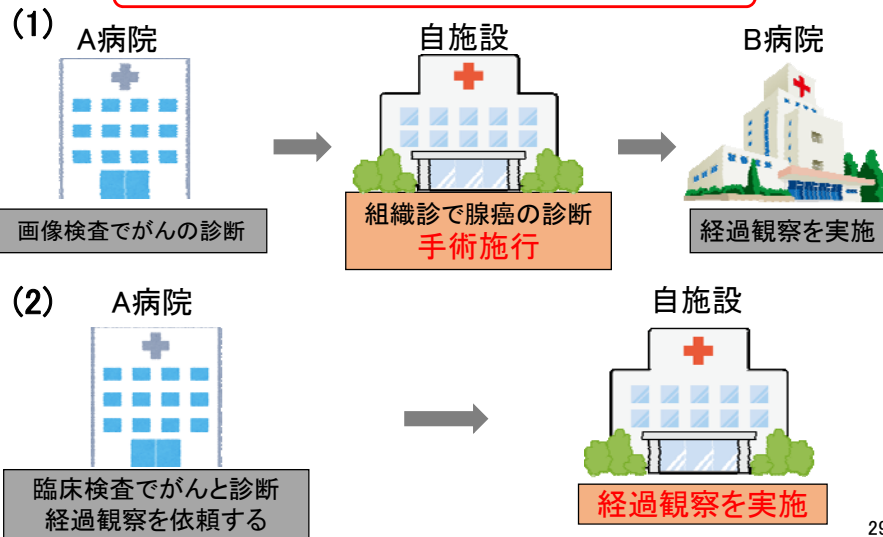 (1)
A病院
自施設
B病院
画像検査でがんの診断
組織診で腺癌の診断
手術施行
経過観察を実施
(2)
A病院
自施設
臨床検査でがんと診断
経過観察を依頼する
経過観察を実施
29